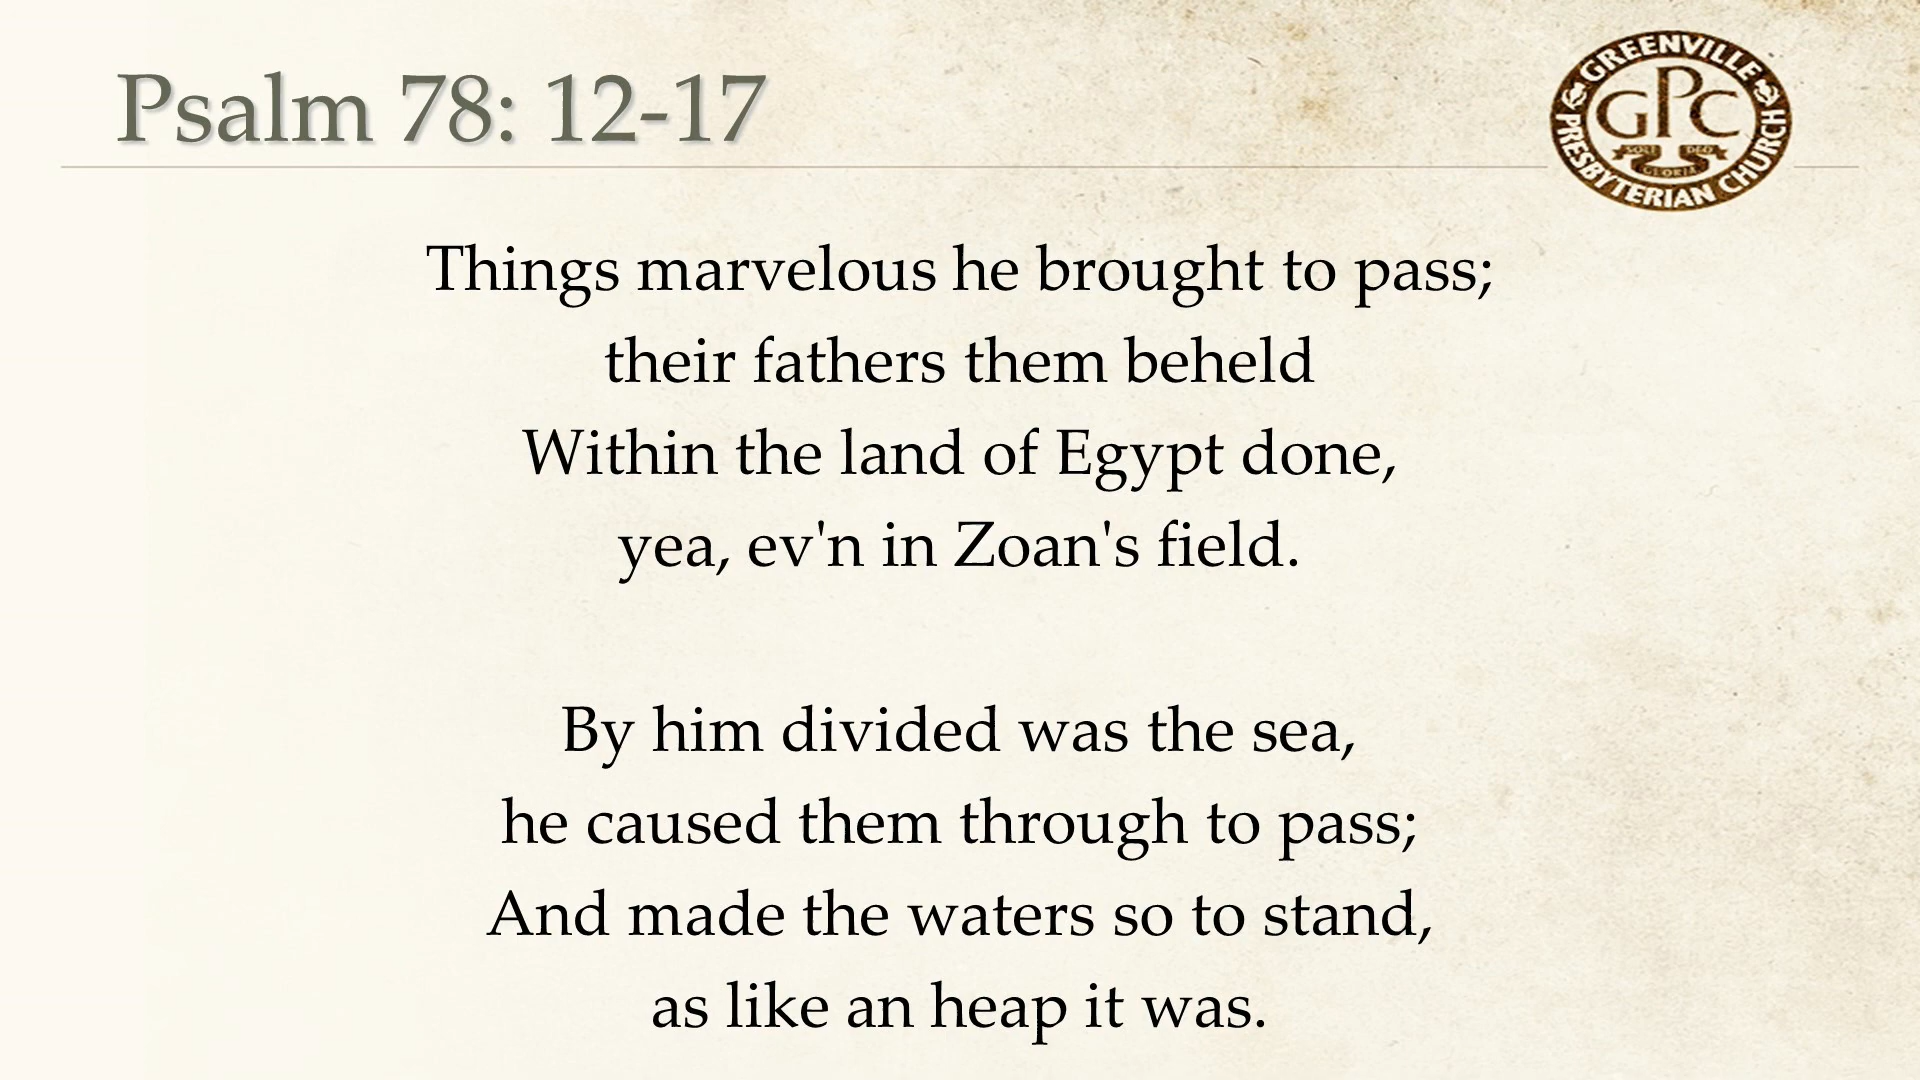 Psalm 78: 12-17
GREENVILLE
GPC
SOLI DEO
GLORIA
PRESBYTERIAN CHURCH
Things marvelous he brought to pass;
their fathers them beheld
Within the land of Egypt done,
yea, ev'n in Zoan's field.
By him divided was the sea,
he caused them through to pass;
And made the waters so to stand,
as like an heap it was.